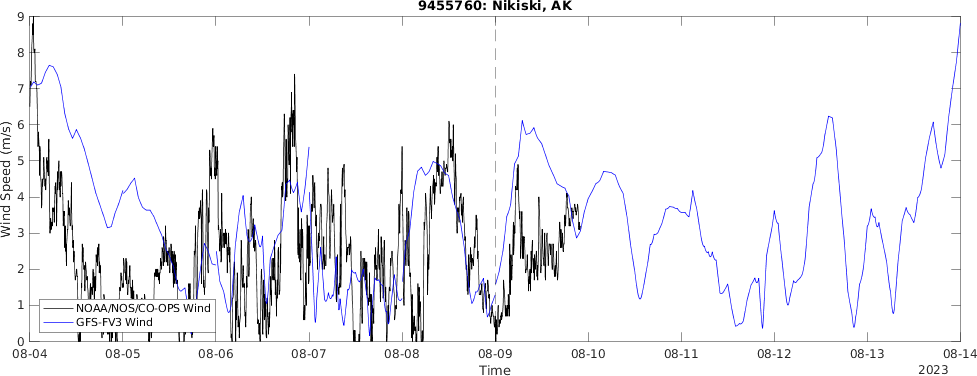 9455760: Nikiski, AK
Wind Speed (m/s)
9
8
7
6
5
4
3
2
1
0
NOAA/NOS/CO-OPS Wind
GFS-FV3 Wind
08-04 08-05 08-06 08-07 08-08 08-09 08-10 08-11 08-12 08-13 08-14
Time
2023